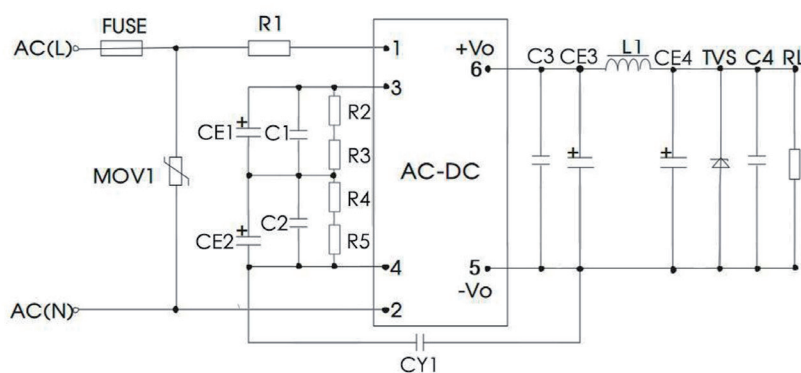 FUSE
R1
AC(L)
1
+Vo
6
C3
CE3
L1
CE4
TVS
C4
RL
3
R2
CE1
+
C1
R3
AC-DC
+
+
MOV1
R4
CE2
+
C2
R5
4
5
-Vo
AC(N)
2
CY1